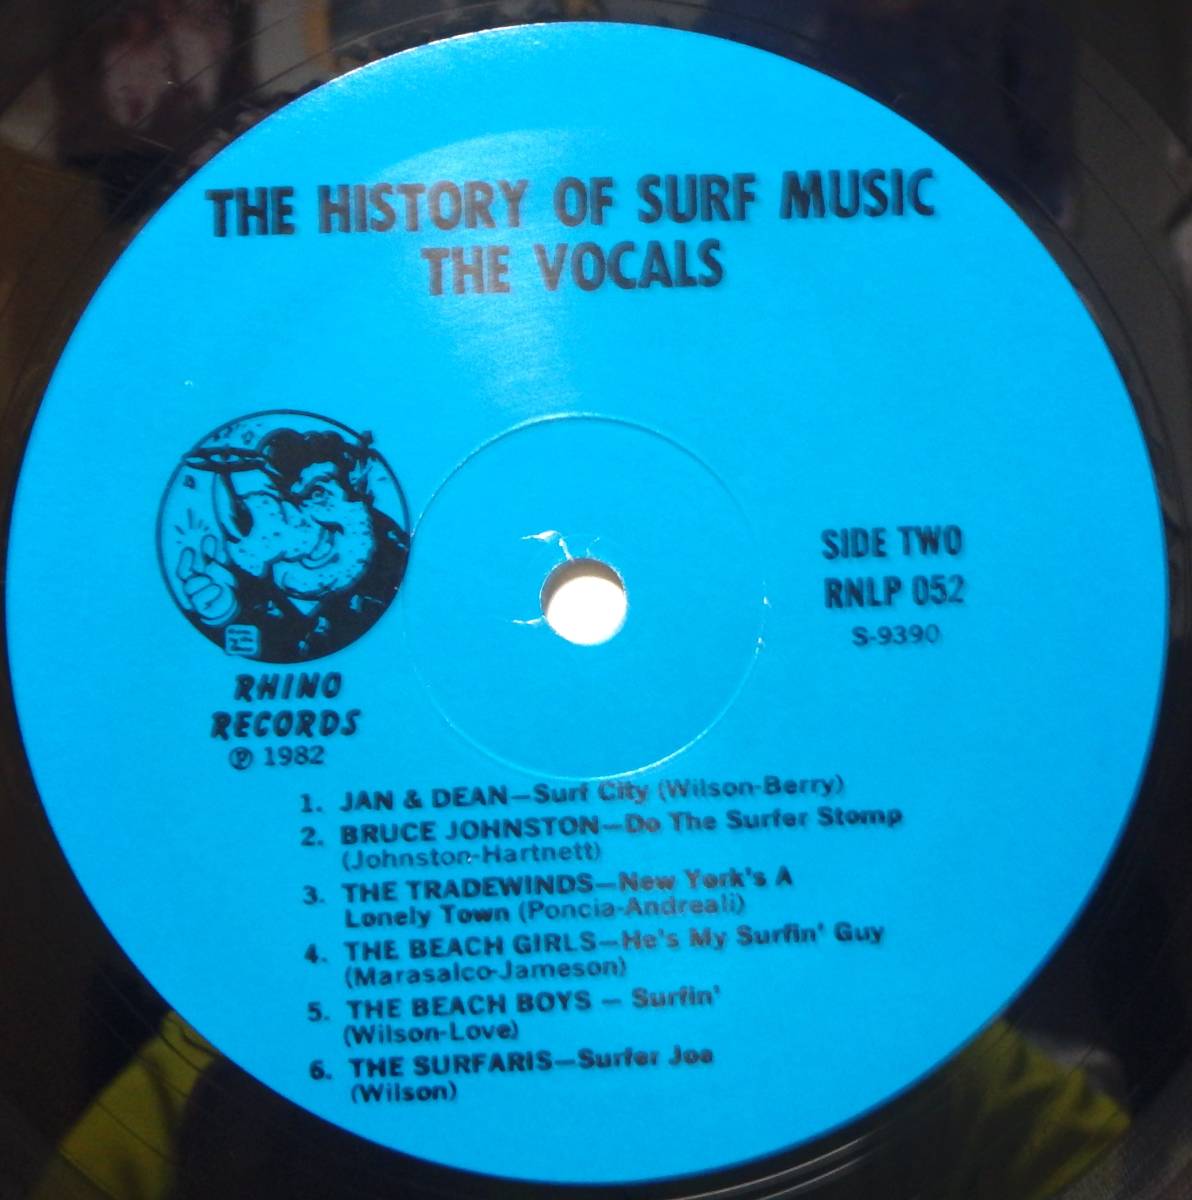 THE HISTORY OF SURF MUSIC
THE VOCALS
SIDE TWO
RNLP 052
S-9390
RHINO
RECORDS
℗ 1982
1. JAN & DEAN—Surf City (Wilson-Berry)
2. BRUCE JOHNSTON—Do The Surfer Stomp
(Johnston-Hartnett)
3. THE TRADEWINDS—New York's A
Lonely Town (Poncia-Andreali)
4. THE BEACH GIRLS—He's My Surfin' Guy
(Marasalco-Jameson)
5. THE BEACH BOYS — Surfin'
(Wilson-Love)
6. THE SURFARIS—Surfer Joe
(Wilson)